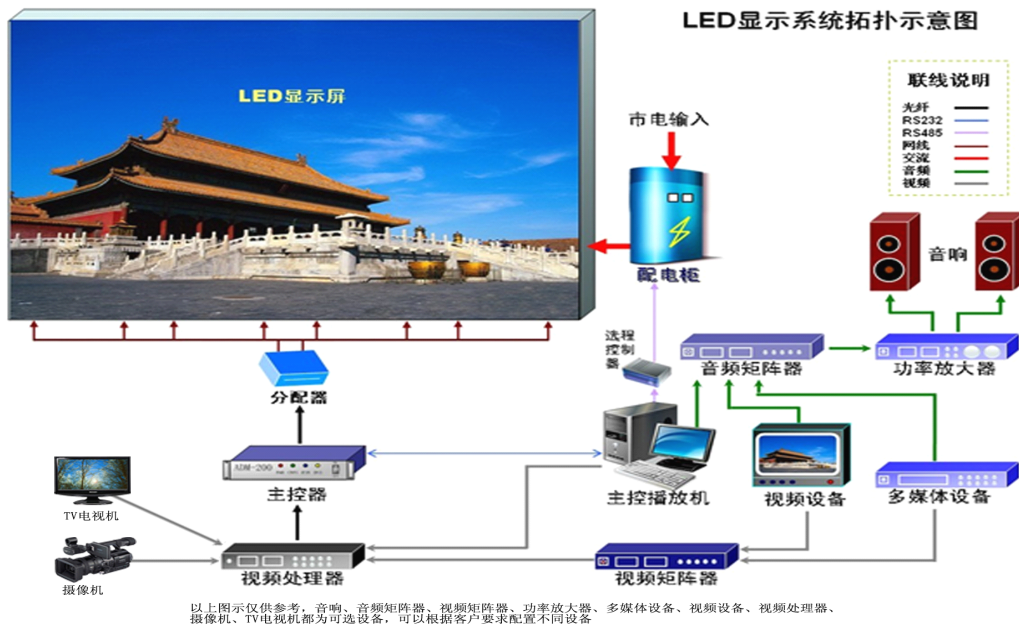 LED显示系统拓扑示意图
LED显示屏
联线说明
光纤
RS232
RS485
网线
交流
音频
视频
市电输入
配电柜
音响
远程
控制
器
音频矩阵器
功率放大器
分配器
ADM-200
主控器
主控播放机
视频设备
多媒体设备
TV电视机
摄像机
视频处理器
视频矩阵器
以上图示仅供参考，音响、音频矩阵器、视频矩阵器、功率放大器、多媒体设备、视频设备、视频处理器、
摄像机、TV电视机都为可选设备，可以根据客户要求配置不同设备